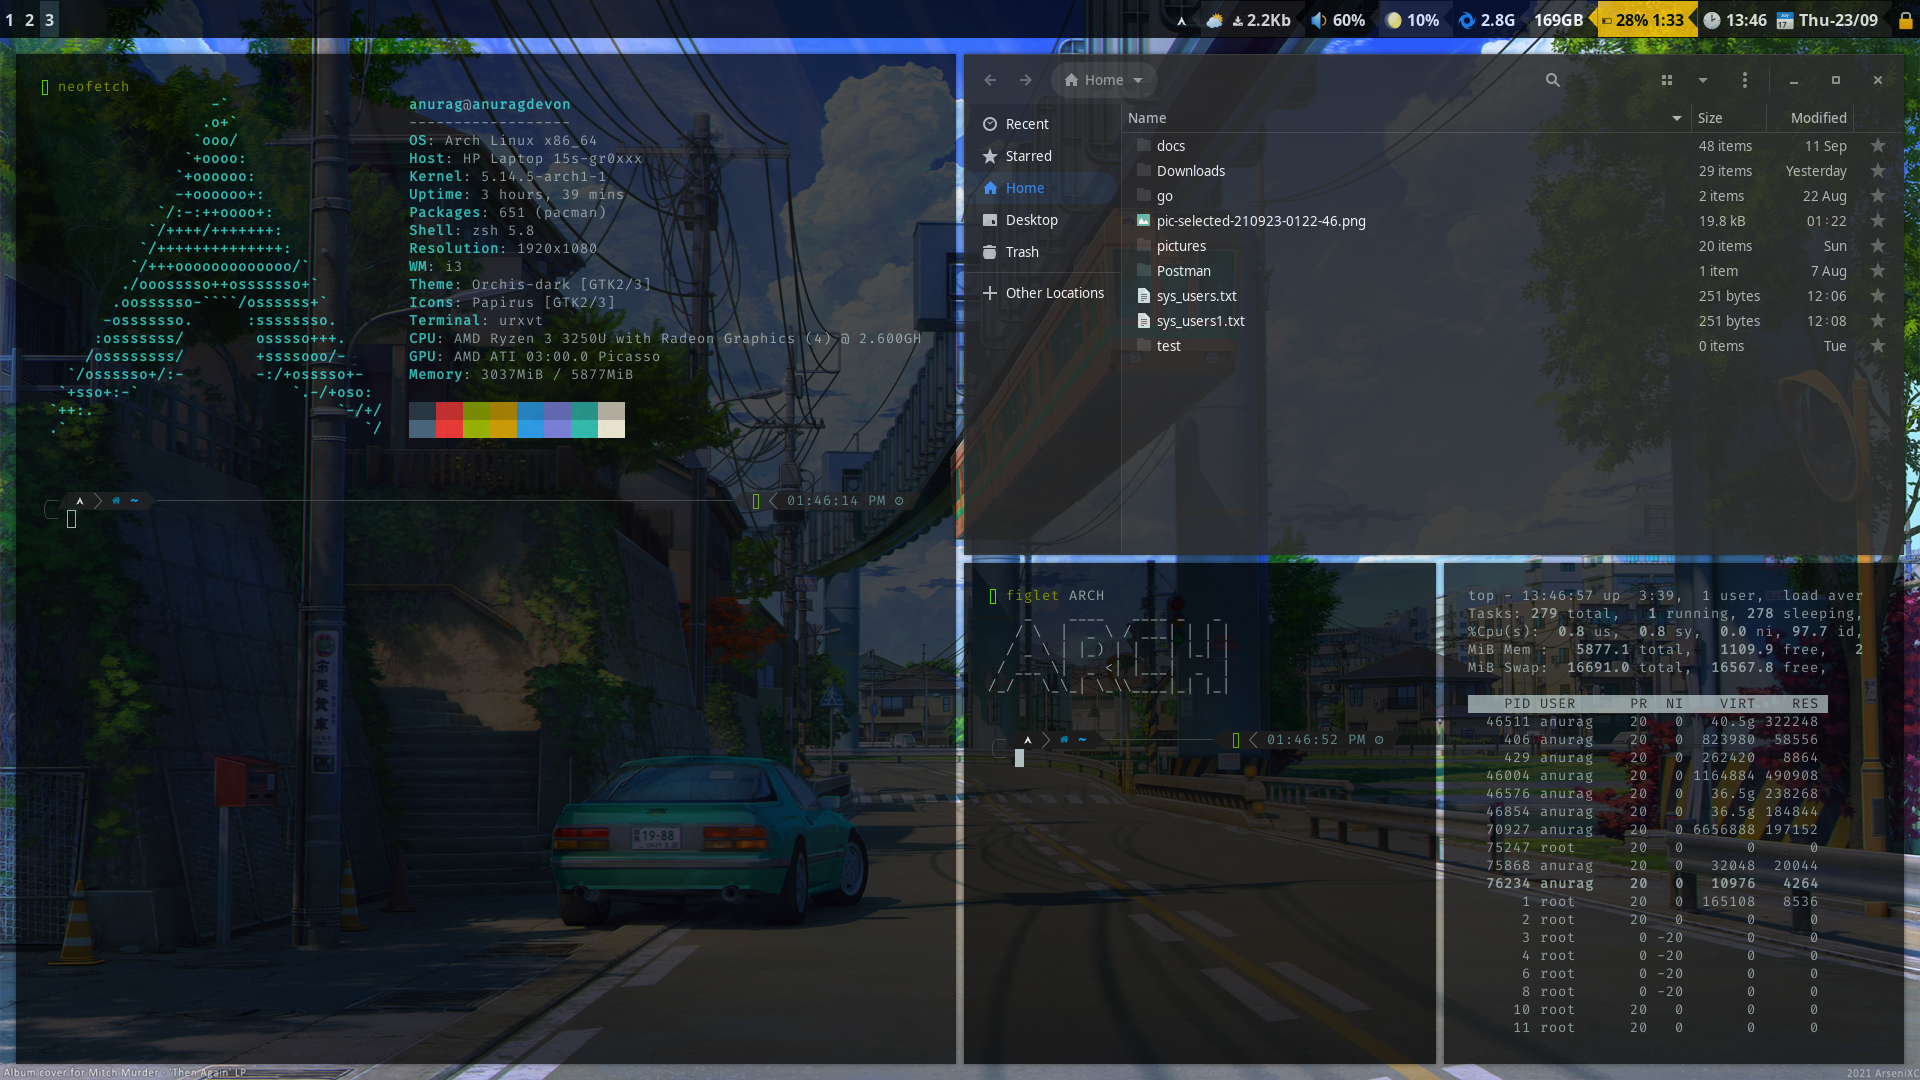 1 2 3
2.2Kb 60% 10% 2.8G 169GB 28% 1:33 13:46 Thu-23/09
neofetch
anurag@anuragdevon
------------------
OS: Arch Linux x86_64
Host: HP Laptop 15s-gr0xxx
Kernel: 5.14.5-arch1-1
Uptime: 3 hours, 39 mins
Packages: 651 (pacman)
Shell: zsh 5.8
Resolution: 1920x1080
WM: i3
Theme: Orchis-dark [GTK2/3]
Icons: Papirus [GTK2/3]
Terminal: urxvt
CPU: AMD Ryzen 3 3250U with Radeon Graphics (4) @ 2.600GH
GPU: AMD ATI 03:00.0 Picasso
Memory: 3037MiB / 5877MiB
~ 01:46:14 PM
市民賛車
19-88
Home
Recent
Starred
Home
Desktop
Trash
Other Locations
Name Size Modified
docs 48 items 11 Sep
Downloads 29 items Yesterday
go 2 items 22 Aug
pic-selected-210923-0122-46.png 19.8 kB 01:22
pictures 20 items Sun
Postman 1 item 7 Aug
sys_users.txt 251 bytes 12:06
sys_users1.txt 251 bytes 12:08
test 0 items Tue
figlet ARCH
ARCH
~ 01:46:52 PM
top - 13:46:57 up 3:39, 1 user, load aver
Tasks: 279 total, 1 running, 278 sleeping,
%Cpu(s): 0.8 us, 0.8 sy, 0.0 ni, 97.7 id,
MiB Mem : 5877.1 total, 1109.9 free, 2
MiB Swap: 16691.0 total, 16567.8 free,
PID USER PR NI VIRT RES
46511 anurag 20 0 40.5g 322248
406 anurag 20 0 823980 58556
429 anurag 20 0 262420 8864
46004 anurag 20 0 1164884 490908
46576 anurag 20 0 36.5g 238268
46854 anurag 20 0 36.5g 184844
70927 anurag 20 0 6656888 197152
75247 root 20 0 0 0
75868 anurag 20 0 32048 20044
76234 anurag 20 0 10976 4264
1 root 20 0 165108 8536
2 root 20 0 0 0
3 root 0 -20 0 0
4 root 0 -20 0 0
6 root 0 -20 0 0
8 root 0 -20 0 0
10 root 20 0 0 0
11 root 20 0 0 0
Album cover for Mitch Murder - 'Then Again' LP
2021 ArseniXC